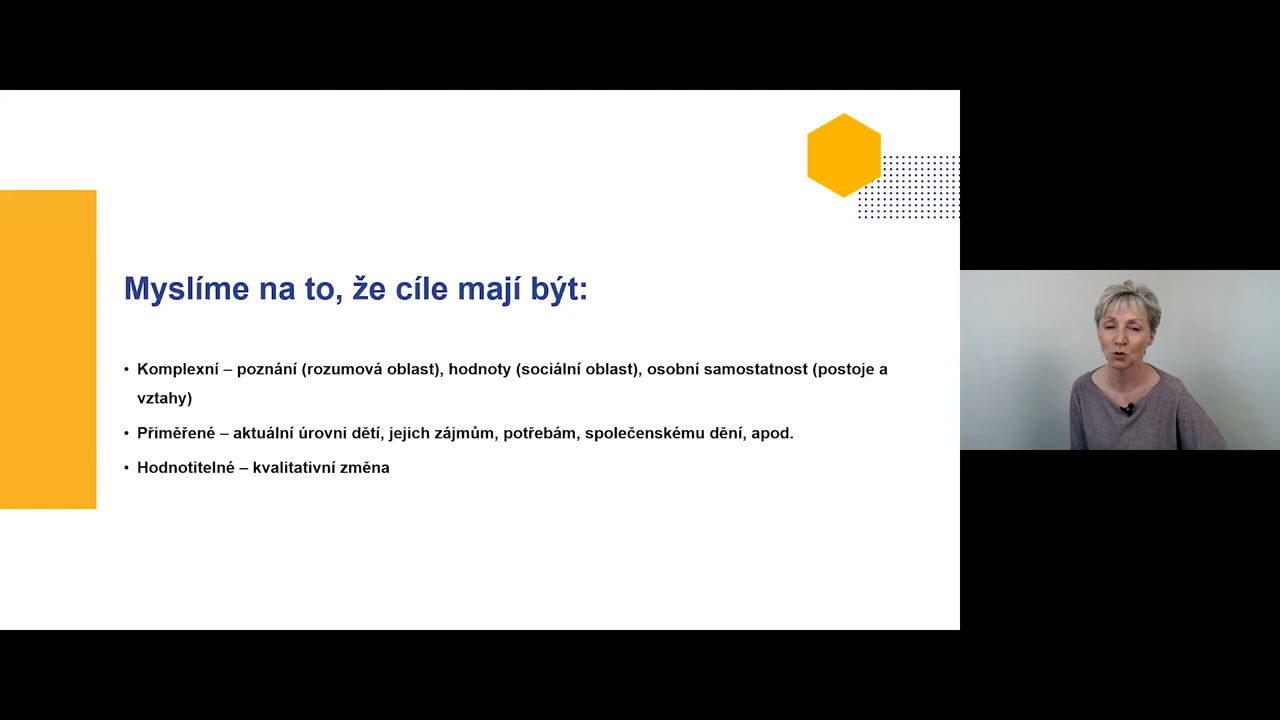 Myslíme na to, že cíle mají být:
• Komplexní – poznání (rozumová oblast), hodnoty (sociální oblast), osobní samostatnost (postoje a
vztahy)
• Přiměřené – aktuální úrovni dětí, jejich zájmům, potřebám, společenskému dění, apod.
• Hodnotitelné – kvalitativní změna